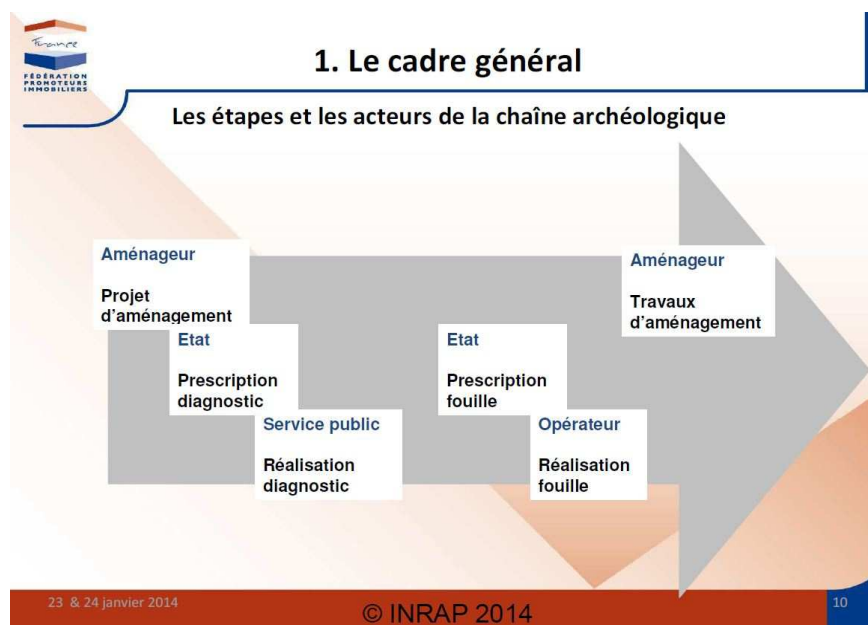 France
FÉDÉRATION
PROMOTEURS
IMMOBILIERS
1. Le cadre général
Les étapes et les acteurs de la chaîne archéologique
Aménageur
Projet
d'aménagement
Etat
Prescription
diagnostic
Service public
Réalisation
diagnostic
Etat
Prescription
fouille
Opérateur
Réalisation
fouille
Aménageur
Travaux
d'aménagement
23 & 24 janvier 2014
© INRAP 2014
10